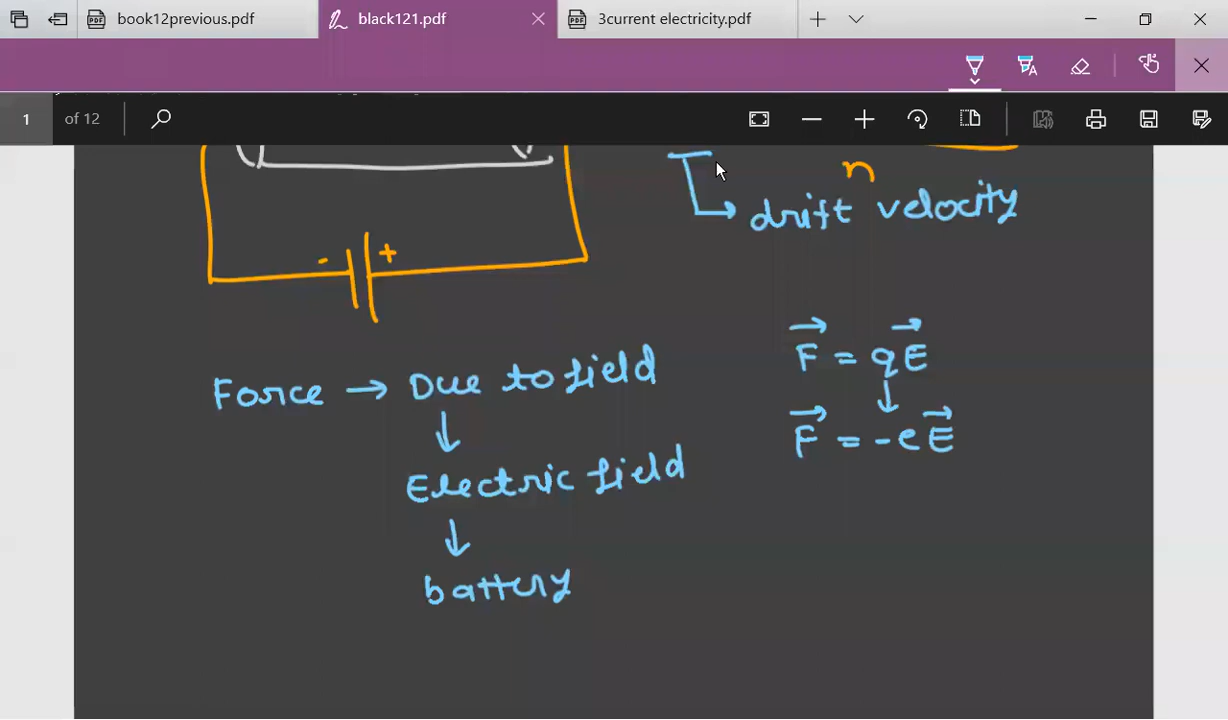 book12previous.pdf
black121.pdf
3current electricity.pdf
1 of 12
n
drift velocity
- +
F = qE
Force → Due to field
↓
F = -eE
↓
Electric field
↓
battery